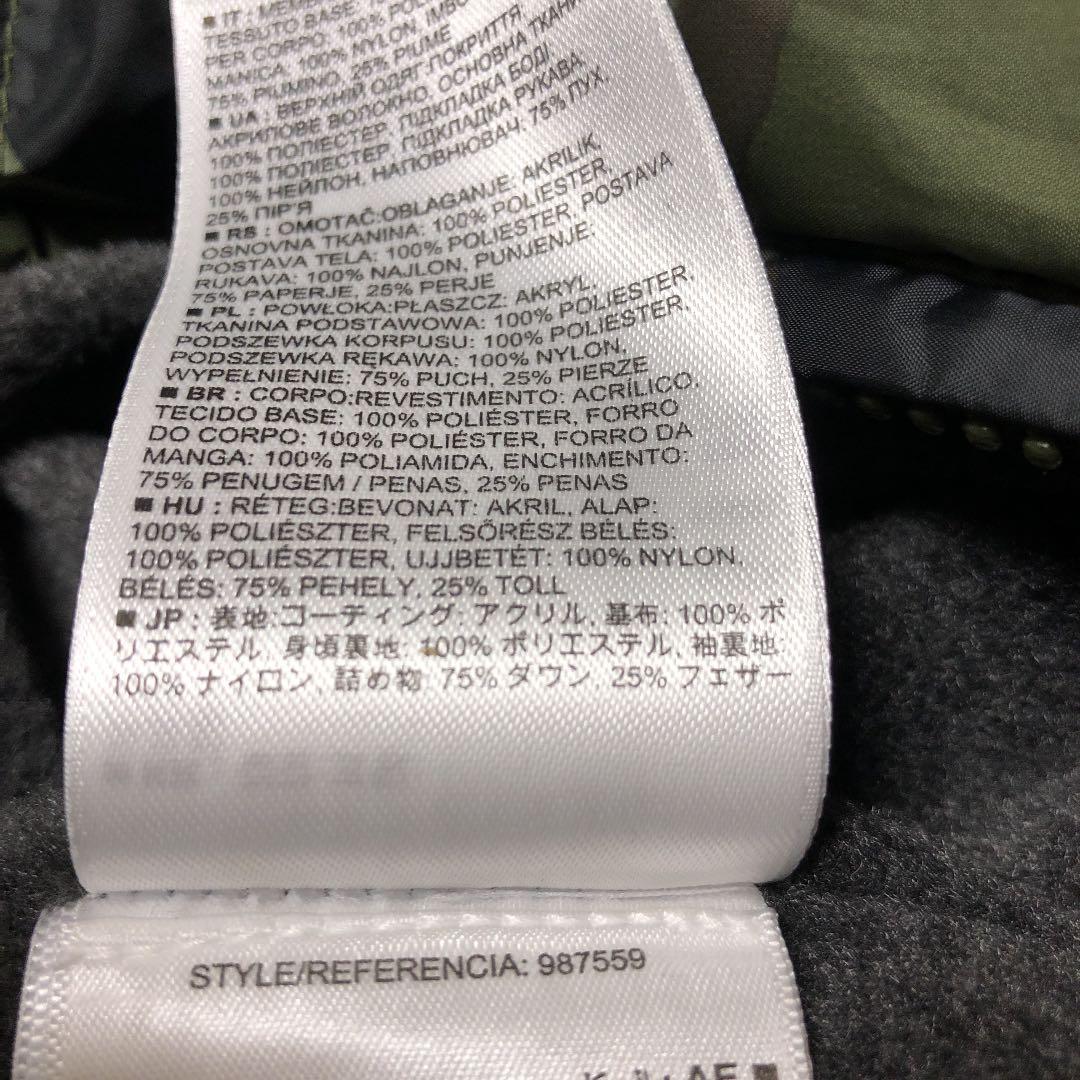 ■ IT :
TESSUTO BASE:
PER CORPO: 100%
MANICA: 100% NYLON,
75% PIUMINO, 25% PIUME
■ UA : ВЕРХНІЙ ОДЯГ:ПОКРИТТЯ:
АКРИЛОВЕ ВОЛОКНО, ОСНОВНА ТКАНИНА:
100% ПОЛІЕСТЕР, ПІДКЛАДКА БОДІ:
100% ПОЛІЕСТЕР, ПІДКЛАДКА РУКАВА:
100% НЕЙЛОН, НАПОВНЮВАЧ: 75% ПУХ,
25% ПІР'Я
■ RS : OMOTAČ:OBLAGANJE: AKRILIK,
OSNOVNA TKANINA: 100% POLIESTER,
POSTAVA TELA: 100% POLIESTER, POSTAVA
RUKAVA: 100% NAJLON, PUNJENJE:
75% PAPERJE, 25% PERJE
■ PL : POWŁOKA:PŁASZCZ: AKRYL,
TKANINA PODSTAWOWA: 100% POLIESTER,
PODSZEWKA KORPUSU: 100% POLIESTER,
PODSZEWKA RĘKAWA: 100% NYLON,
WYPEŁNIENIE: 75% PUCH, 25% PIERZE
■ BR : CORPO:REVESTIMENTO: ACRÍLICO,
TECIDO BASE: 100% POLIÉSTER, FORRO
DO CORPO: 100% POLIÉSTER, FORRO DA
MANGA: 100% POLIAMIDA, ENCHIMENTO:
75% PENUGEM / PENAS, 25% PENAS
■ HU : RÉTEG:BEVONAT: AKRIL, ALAP:
100% POLIÉSZTER, FELSŐRÉSZ BÉLÉS:
100% POLIÉSZTER, UJJBETÉT: 100% NYLON,
BÉLÉS: 75% PEHELY, 25% TOLL
■ JP : 表地:コーティング: アクリル, 基布: 100% ポ
リエステル, 身頃裏地: 100% ポリエステル, 袖裏地:
100% ナイロン, 詰め物: 75% ダウン, 25% フェザー
STYLE/REFERENCIA: 987559
: AE ■